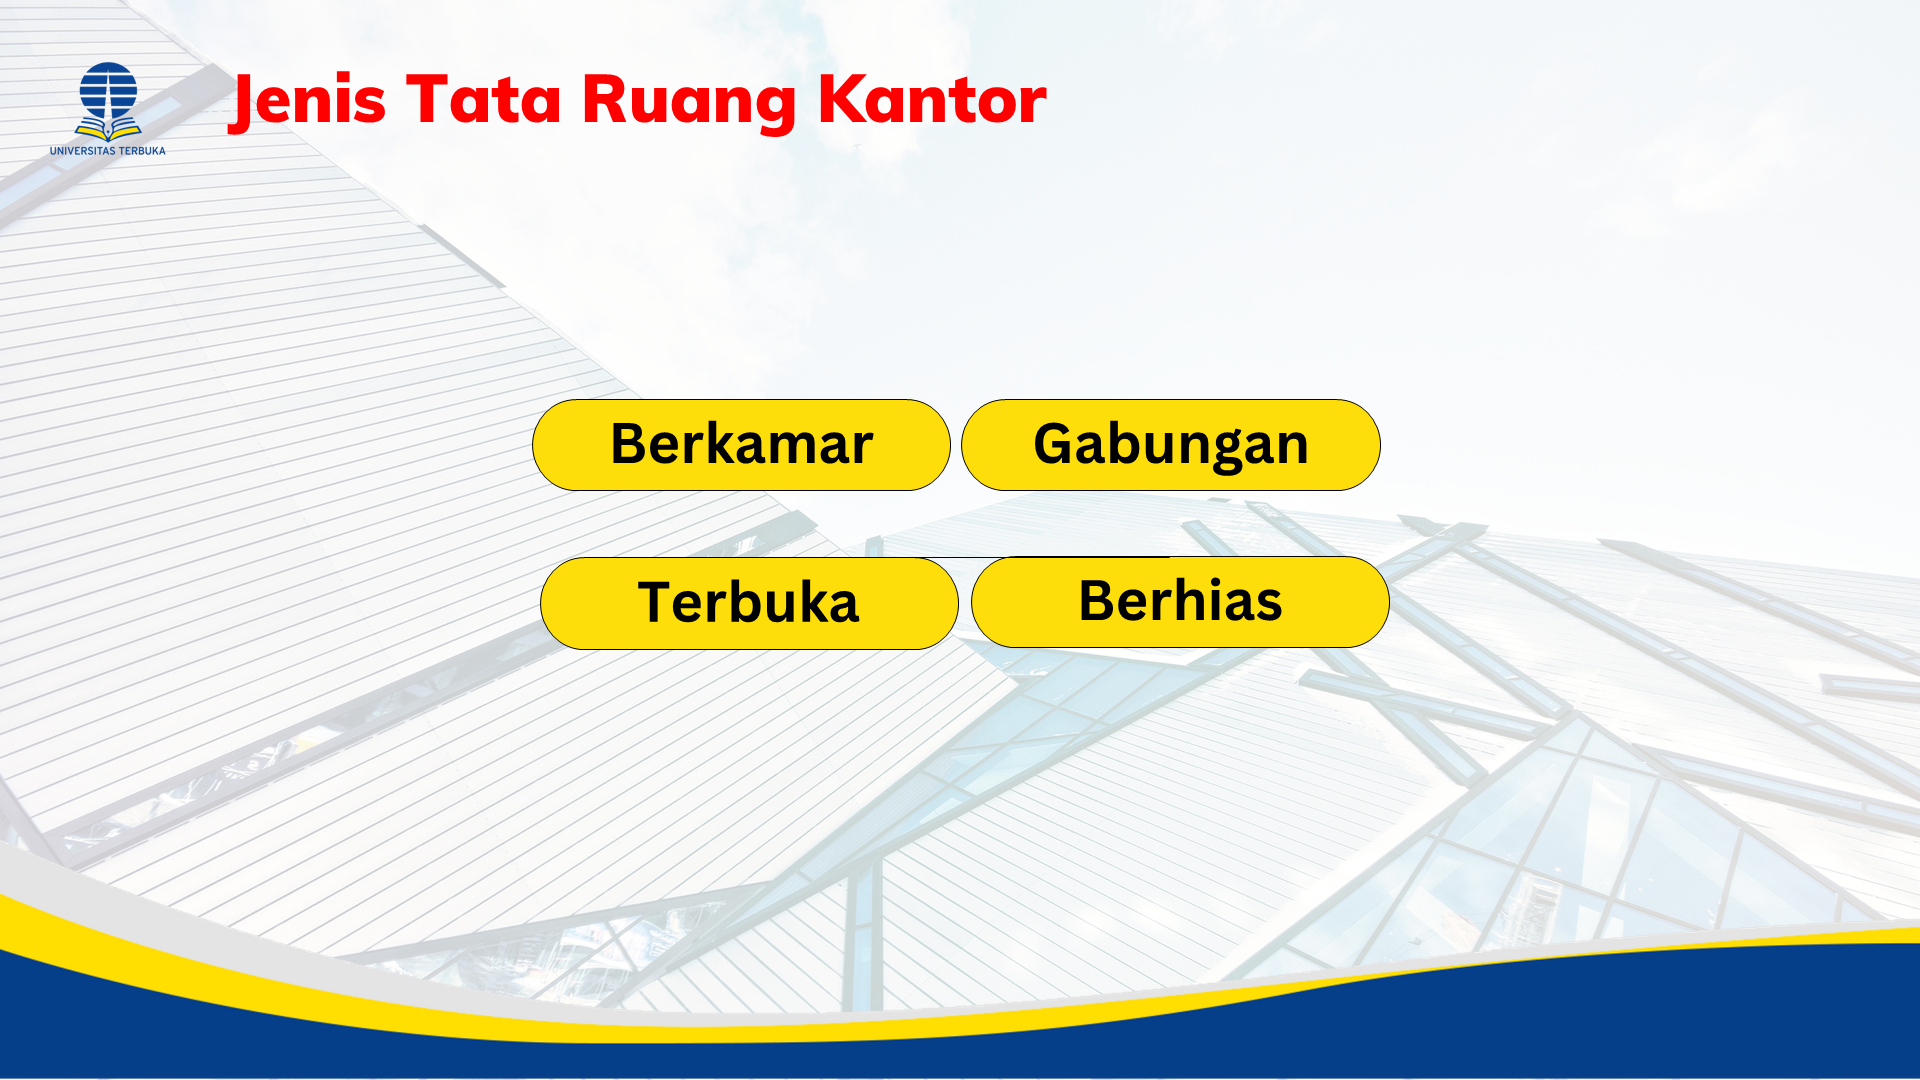 Jenis Tata Ruang Kantor
UNIVERSITAS TERBUKA
Berkamar
Gabungan
Terbuka
Berhias